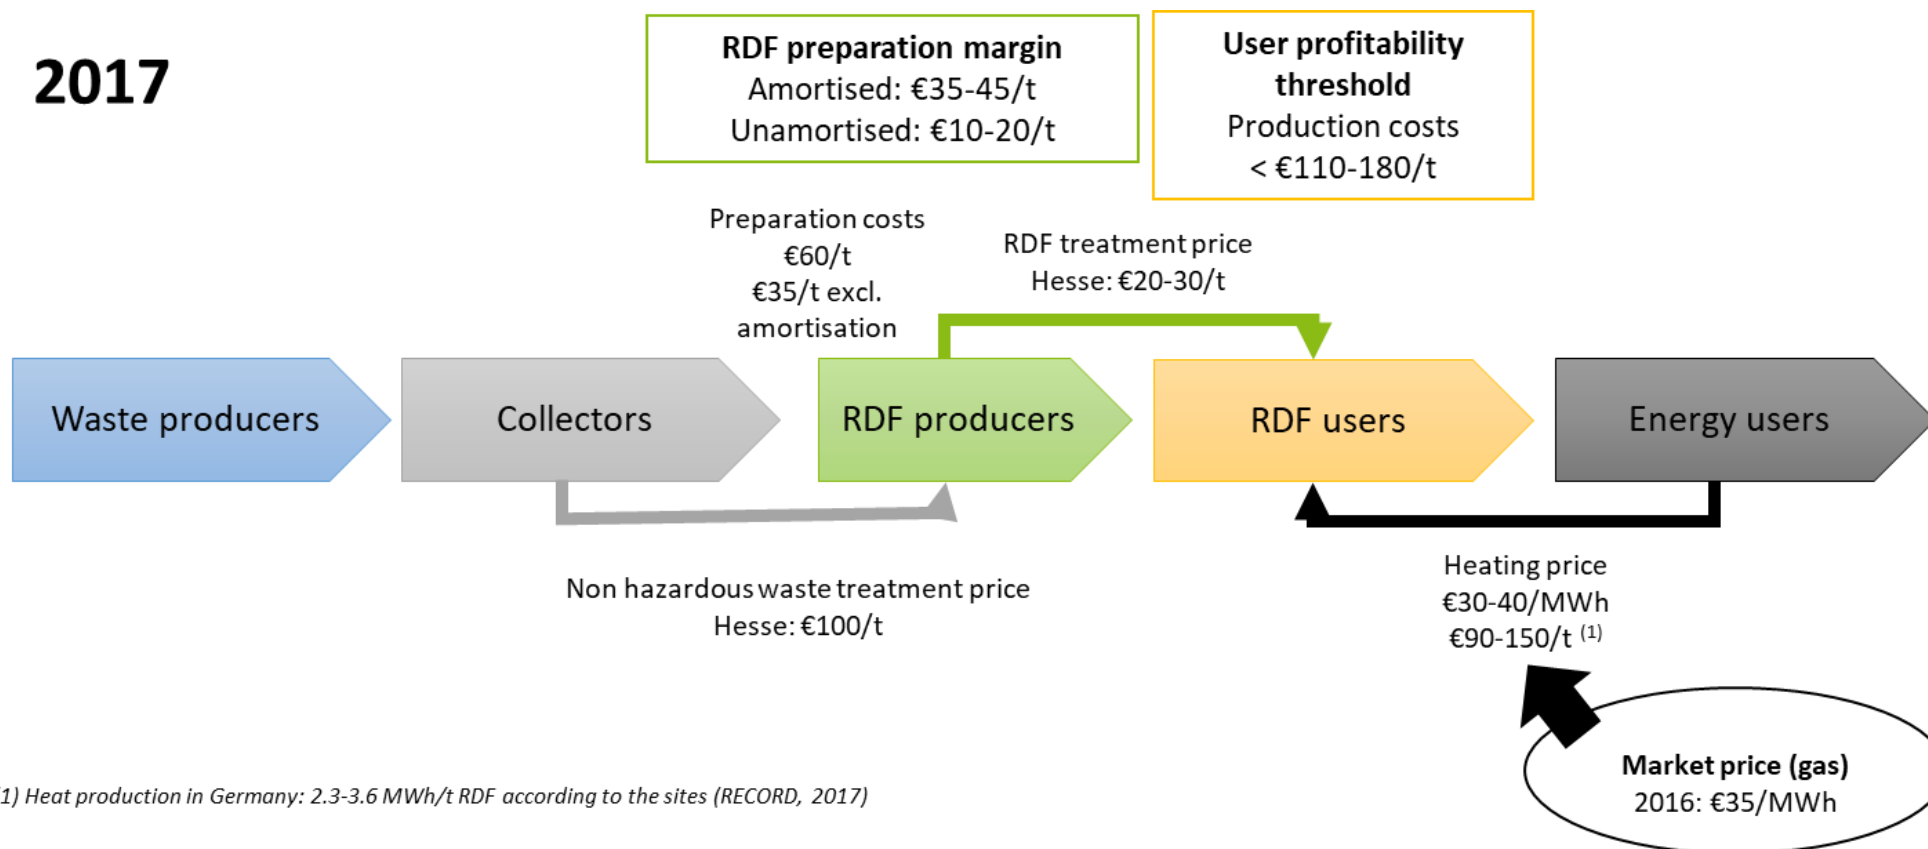 2017
RDF preparation margin
Amortised: €35-45/t
Unamortised: €10-20/t
User profitability
threshold
Production costs
< €110-180/t
Preparation costs
€60/t
€35/t excl.
amortisation
RDF treatment price
Hesse: €20-30/t
Waste producers
Collectors
RDF producers
RDF users
Energy users
Non hazardous waste treatment price
Hesse: €100/t
Heating price
€30-40/MWh
€90-150/t (1)
Market price (gas)
2016: €35/MWh
1) Heat production in Germany: 2.3-3.6 MWh/t RDF according to the sites (RECORD, 2017)